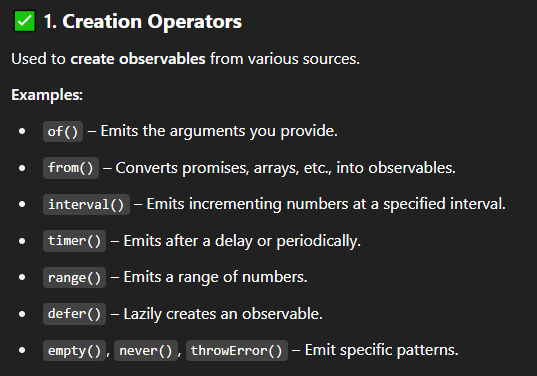 ✅ 1. Creation Operators
Used to create observables from various sources.
Examples:
• of() – Emits the arguments you provide.
• from() – Converts promises, arrays, etc., into observables.
• interval() – Emits incrementing numbers at a specified interval.
• timer() – Emits after a delay or periodically.
• range() – Emits a range of numbers.
• defer() – Lazily creates an observable.
• empty(), never(), throwError() – Emit specific patterns.